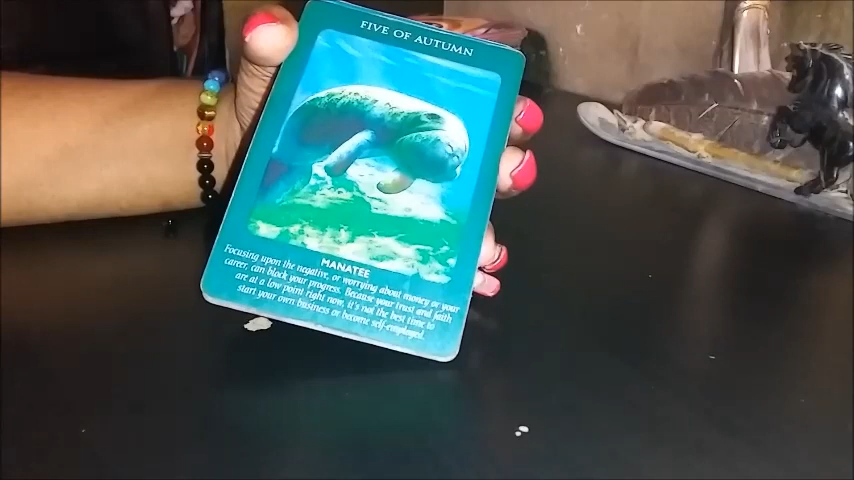 FIVE OF AUTUMN
MANATEE
Focusing upon the negative, or worrying about money or your
career, can block your progress. Because your trust and faith
are at a low point right now, it's not the best time to
start your own business or become self-employed.